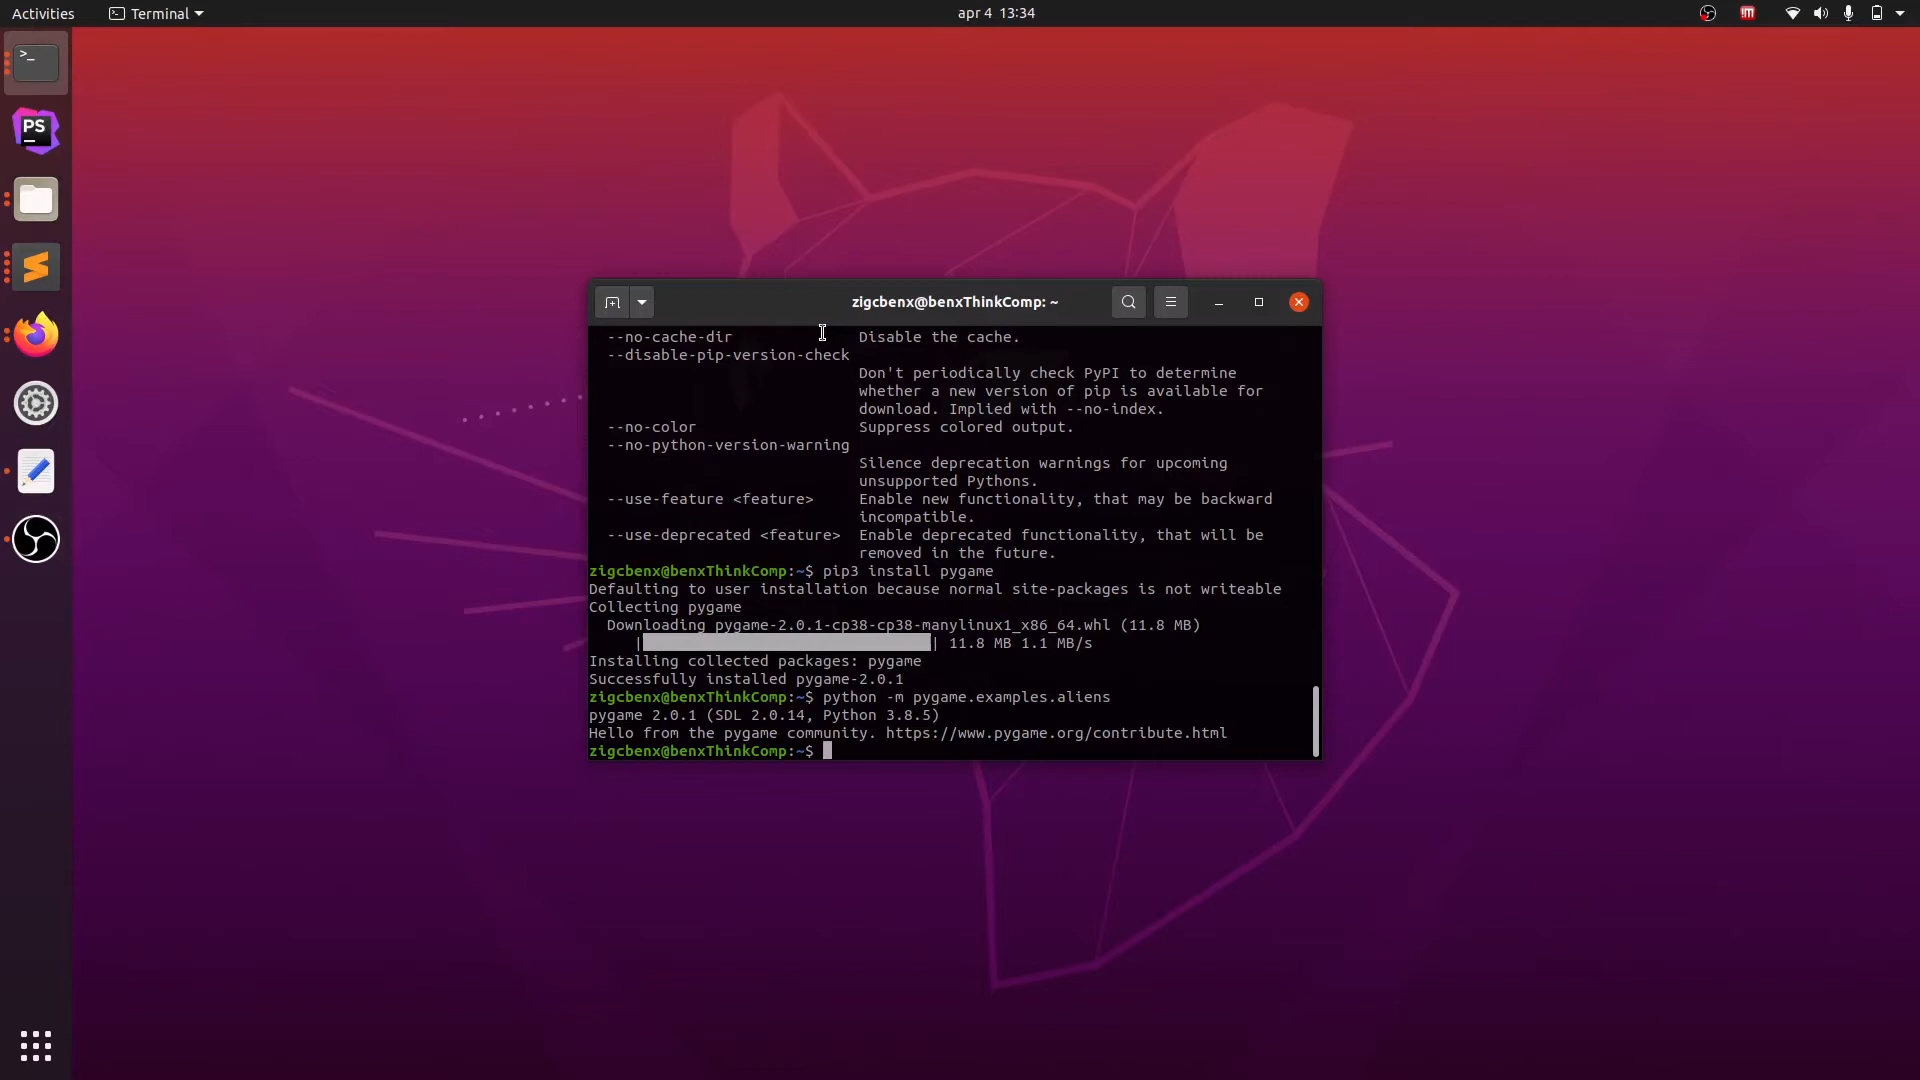 Activities
Terminal
apr 4 13:34
PS
zigcbenx@benxThinkComp: ~
--no-cache-dir Disable the cache.
--disable-pip-version-check
Don't periodically check PyPI to determine
whether a new version of pip is available for
download. Implied with --no-index.
--no-color Suppress colored output.
--no-python-version-warning
Silence deprecation warnings for upcoming
unsupported Pythons.
--use-feature <feature> Enable new functionality, that may be backward
incompatible.
--use-deprecated <feature> Enable deprecated functionality, that will be
removed in the future.
zigcbenx@benxThinkComp:~$ pip3 install pygame
Defaulting to user installation because normal site-packages is not writeable
Collecting pygame
Downloading pygame-2.0.1-cp38-cp38-manylinux1_x86_64.whl (11.8 MB)
| | 11.8 MB 1.1 MB/s
Installing collected packages: pygame
Successfully installed pygame-2.0.1
zigcbenx@benxThinkComp:~$ python -m pygame.examples.aliens
pygame 2.0.1 (SDL 2.0.14, Python 3.8.5)
Hello from the pygame community. https://www.pygame.org/contribute.html
zigcbenx@benxThinkComp:~$